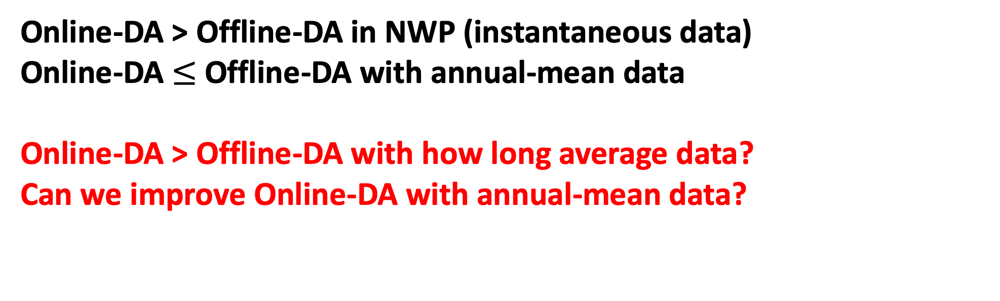 Online-DA > Offline-DA in NWP (instantaneous data)
Online-DA ≤ Offline-DA with annual-mean data
Online-DA > Offline-DA with how long average data?
Can we improve Online-DA with annual-mean data?